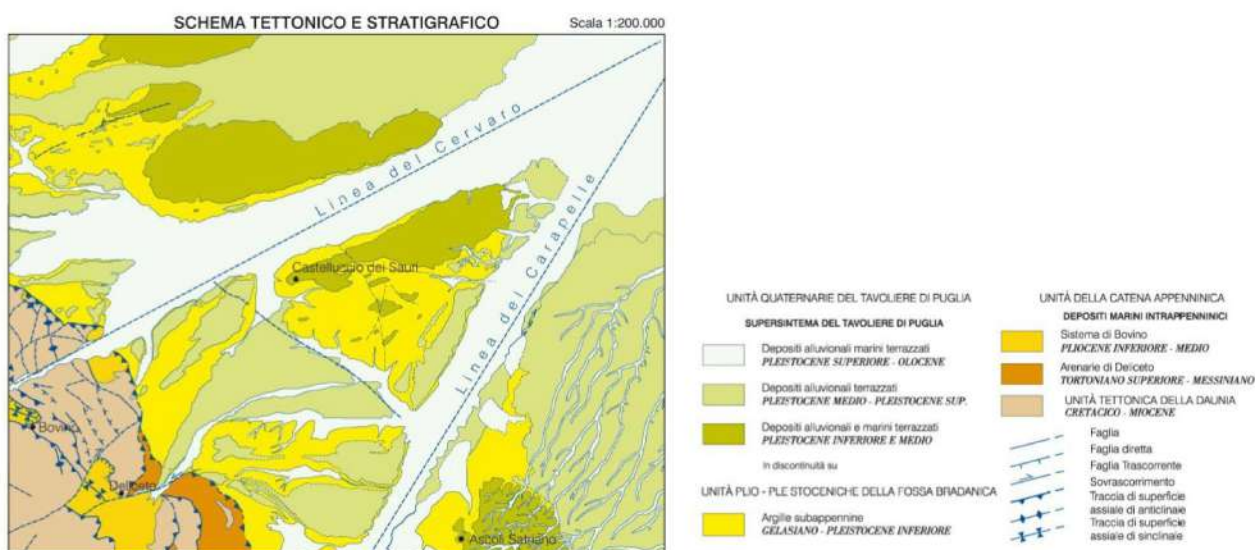 SCHEMA TETTONICO E STRATIGRAFICO
Scala 1:200.000
Linea del Cervaro
Linea del Carapelle
Castelluccio dei Sauri
Bovino
Deliceto
Ascoli Satriano
UNITÀ QUATERNARIE DEL TAVOLIERE DI PUGLIA
SUPERSINTEMA DEL TAVOLIERE DI PUGLIA
Depositi alluvionali marini terrazzati
PLEISTOCENE SUPERIORE - OLOCENE
Depositi alluvionali terrazzati
PLEISTOCENE MEDIO - PLEISTOCENE SUP.
Depositi alluvionali e marini terrazzati
PLEISTOCENE INFERIORE E MEDIO
In discontinuità su
UNITÀ PLIO - PLE STOCENICHE DELLA FOSSA BRADANICA
Argille subappennine
GELASIANO - PLEISTOCENE INFERIORE
UNITÀ DELLA CATENA APPENNINICA
DEPOSITI MARINI INTRAPPENNINICI
Sistema di Bovino
PLIOCENE INFERIORE - MEDIO
Arenarie di Deliceto
TORTONIANO SUPERIORE - MESSINIANO
UNITÀ TETTONICA DELLA DAUNIA
CRETACICO - MIOCENE
Faglia
Faglia diretta
Faglia Trascorrente
Sovrascorrimento
Traccia di superficie
assiale di anticlinale
Traccia di superficie
assiale di sinclinale